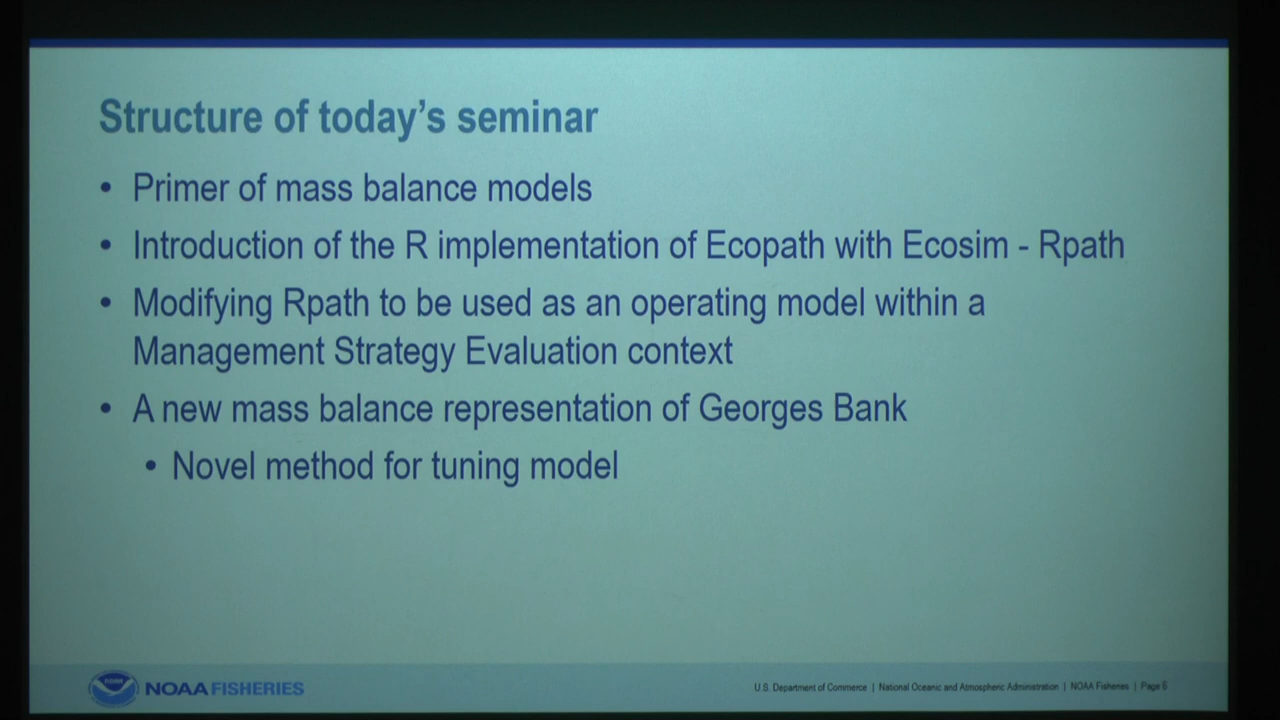 Structure of today's seminar
• Primer of mass balance models
• Introduction of the R implementation of Ecopath with Ecosim - Rpath
• Modifying Rpath to be used as an operating model within a
Management Strategy Evaluation context
• A new mass balance representation of Georges Bank
• Novel method for tuning model
NOAA FISHERIES
U.S. Department of Commerce | National Oceanic and Atmospheric Administration | NOAA Fisheries | Page 6